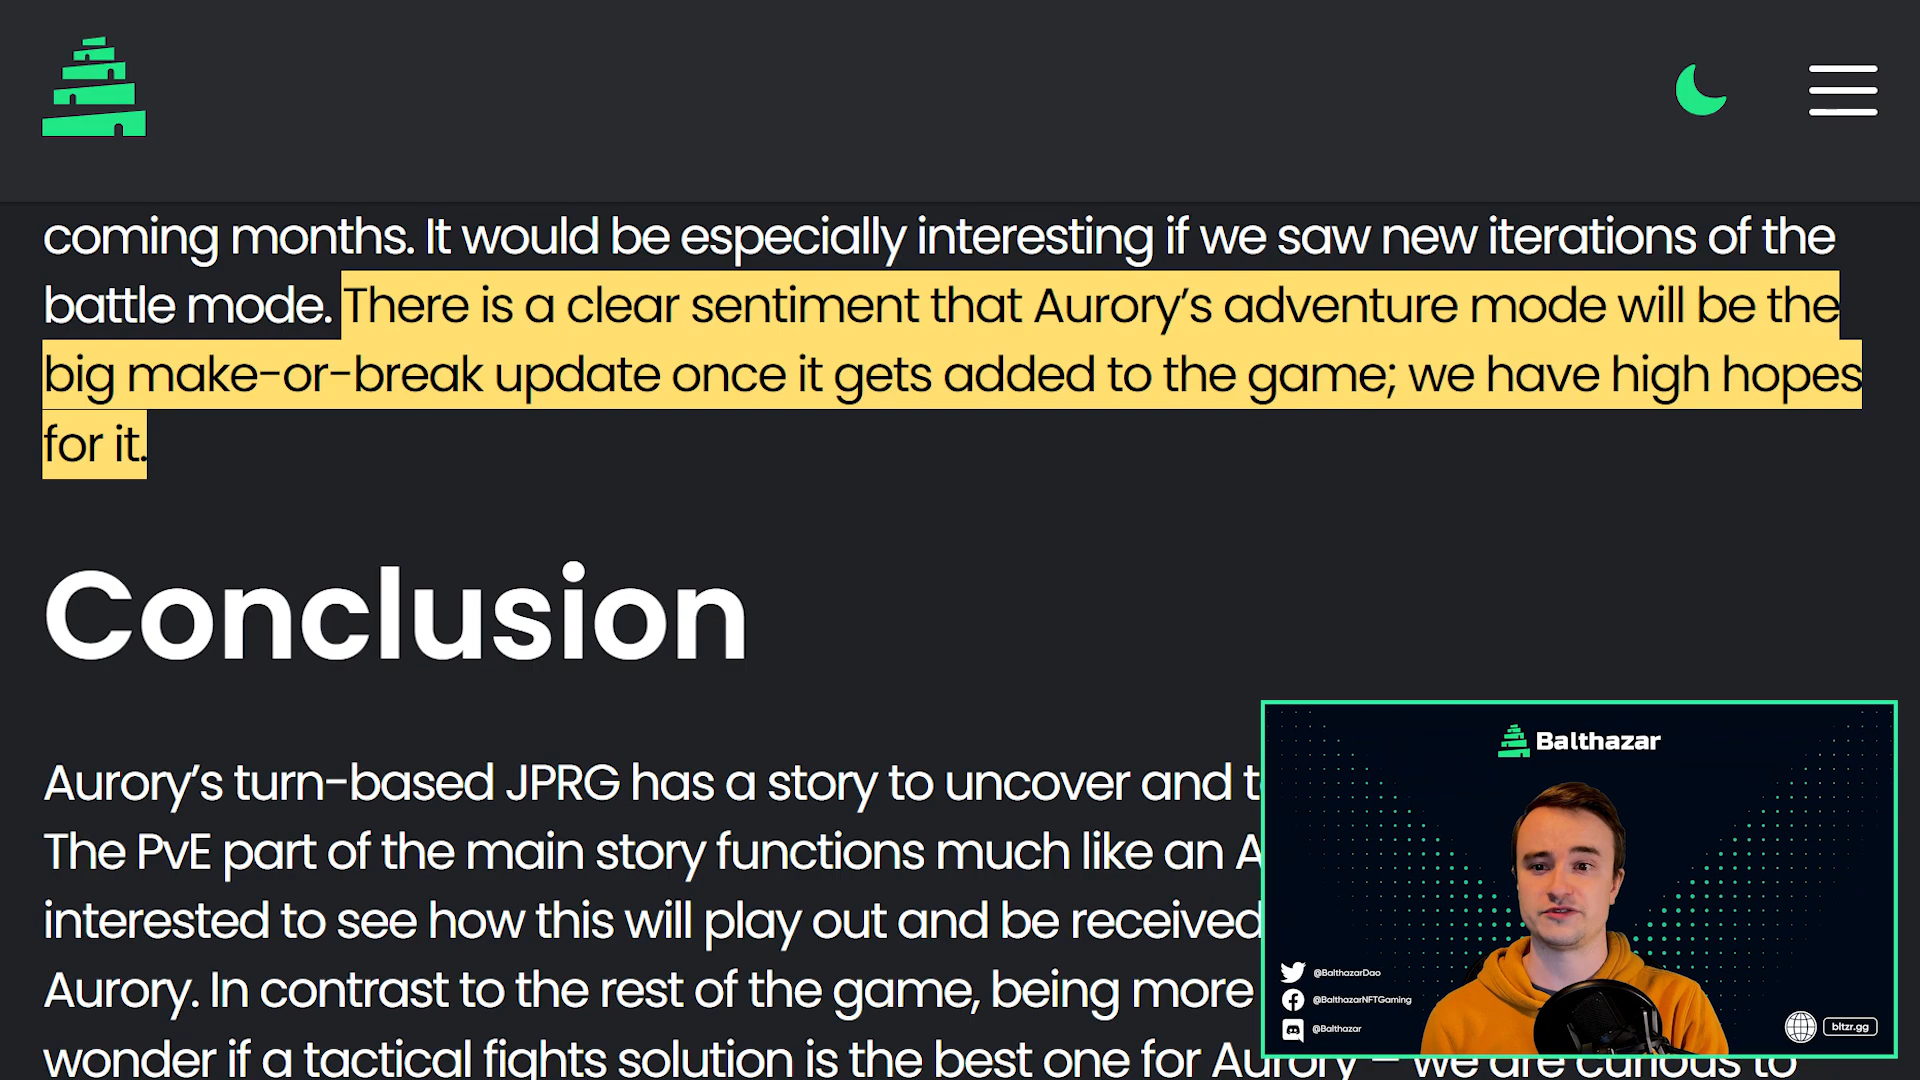 coming months. It would be especially interesting if we saw new iterations of the
battle mode. There is a clear sentiment that Aurory’s adventure mode will be the
big make-or-break update once it gets added to the game; we have high hopes
for it.
Conclusion
Aurory’s turn-based JPRG has a story to uncover and
The PvE part of the main story functions much like an
interested to see how this will play out and be received
Aurory. In contrast to the rest of the game, being more
wonder if a tactical fights solution is the best one for Aurory – we are curious to
Balthazar
@BalthazarDao
@BalthazarNFTGaming
@Balthazar
bltzr.gg